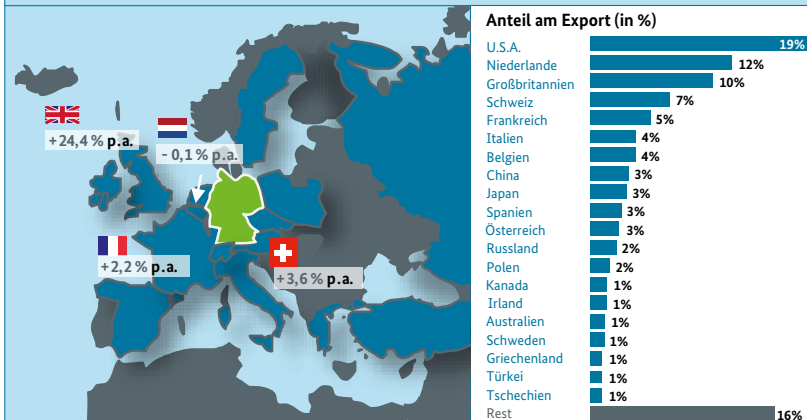 +24,4 % p.a.
- 0,1 % p.a.
+2,2 % p.a.
+3,6 % p.a.
Anteil am Export (in %)
U.S.A. 19%
Niederlande 12%
Großbritannien 10%
Schweiz 7%
Frankreich 5%
Italien 4%
Belgien 4%
China 3%
Japan 3%
Spanien 3%
Österreich 3%
Russland 2%
Polen 2%
Kanada 1%
Irland 1%
Australien 1%
Schweden 1%
Griechenland 1%
Türkei 1%
Tschechien 1%
Rest 16%